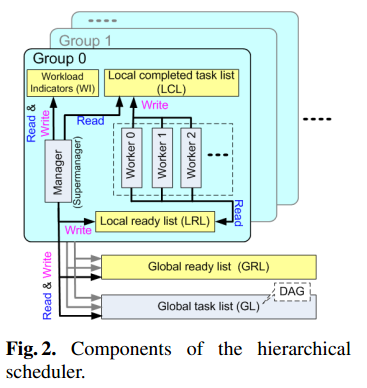 Group 1
Group 0
Workload
Indicators (WI)
Local completed task list
(LCL)
Read &
Write
Read
Write
Manager
(Supermanager)
Worker 0
Worker 1
Worker 2
Read
Local ready list (LRL)
Write
Read & Write
Global ready list (GRL)
DAG
Global task list (GL)
Fig. 2. Components of the hierarchical
scheduler.